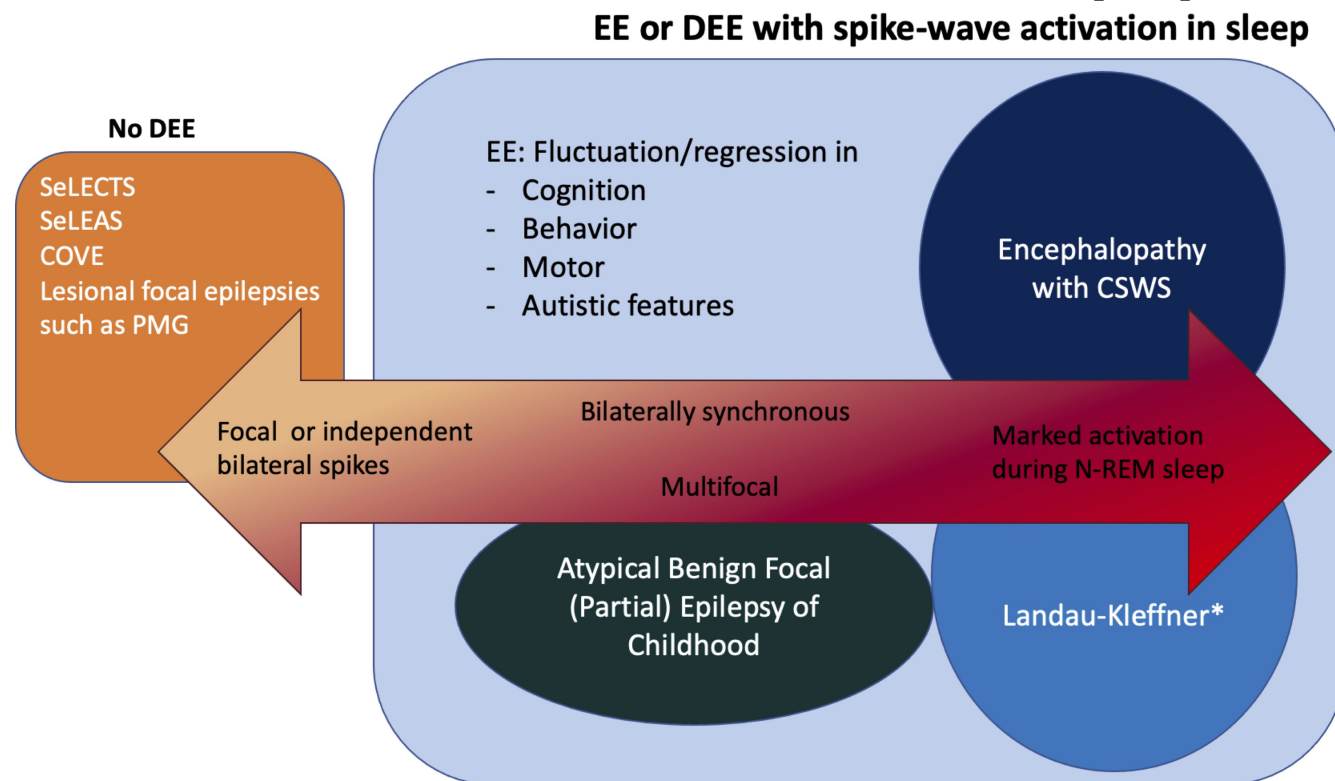 EE or DEE with spike-wave activation in sleep
No DEE
SeLECTS
SeLEAS
COVE
Lesional focal epilepsies
such as PMG
EE: Fluctuation/regression in
- Cognition
- Behavior
- Motor
- Autistic features
Encephalopathy
with CSWS
Focal or independent
bilateral spikes
Bilaterally synchronous
Multifocal
Marked activation
during N-REM sleep
Atypical Benign Focal
(Partial) Epilepsy of
Childhood
Landau-Kleffner*